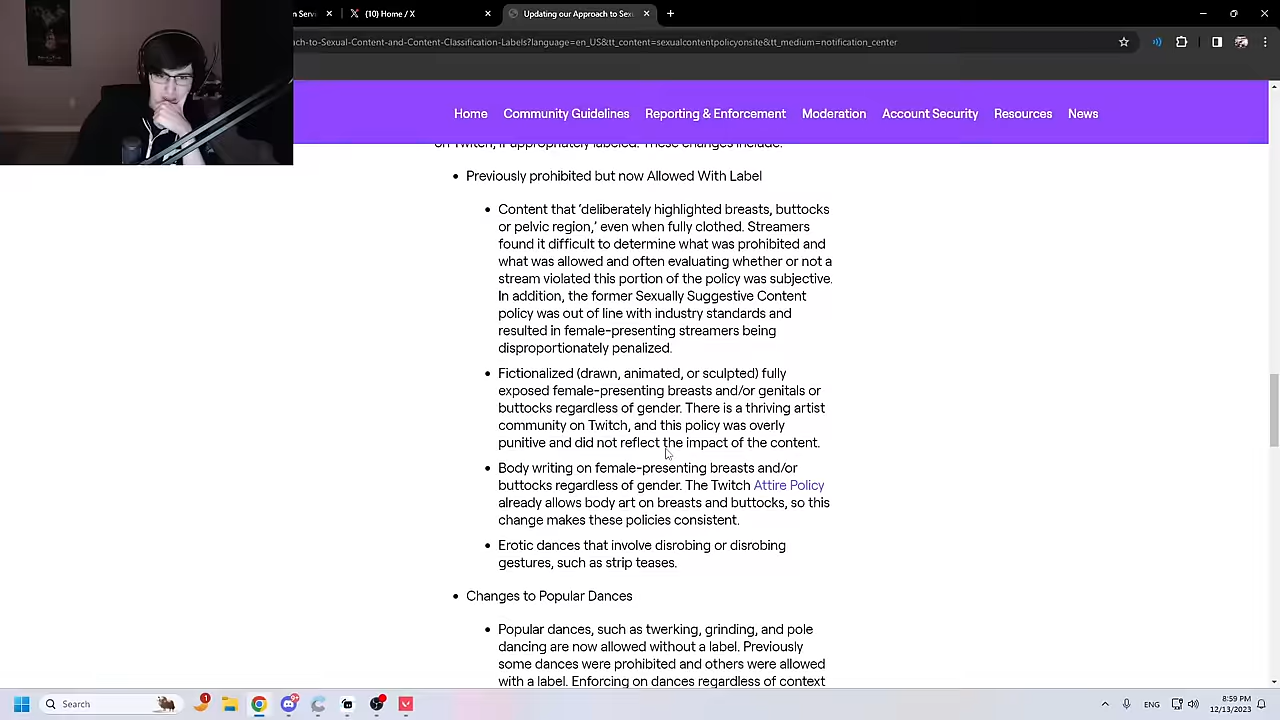 n Serv
(10) Home / X
Updating our Approach to Sex
ach-to-Sexual-Content-and-Content-Classification-Labels?language=en_US&tt_content=sexualcontentpolicyonsite&tt_medium=notification_center
Home Community Guidelines Reporting & Enforcement Moderation Account Security Resources News
on Twitch, if appropriately labeled. These changes include:
Previously prohibited but now Allowed With Label
Content that ‘deliberately highlighted breasts, buttocks
or pelvic region,’ even when fully clothed. Streamers
found it difficult to determine what was prohibited and
what was allowed and often evaluating whether or not a
stream violated this portion of the policy was subjective.
In addition, the former Sexually Suggestive Content
policy was out of line with industry standards and
resulted in female-presenting streamers being
disproportionately penalized.
Fictionalized (drawn, animated, or sculpted) fully
exposed female-presenting breasts and/or genitals or
buttocks regardless of gender. There is a thriving artist
community on Twitch, and this policy was overly
punitive and did not reflect the impact of the content.
Body writing on female-presenting breasts and/or
buttocks regardless of gender. The Twitch Attire Policy
already allows body art on breasts and buttocks, so this
change makes these policies consistent.
Erotic dances that involve disrobing or disrobing
gestures, such as strip teases.
Changes to Popular Dances
Popular dances, such as twerking, grinding, and pole
dancing are now allowed without a label. Previously
some dances were prohibited and others were allowed
with a label. Enforcing on dances regardless of context
Search
1
9
ENG
8:59 PM
12/13/2023